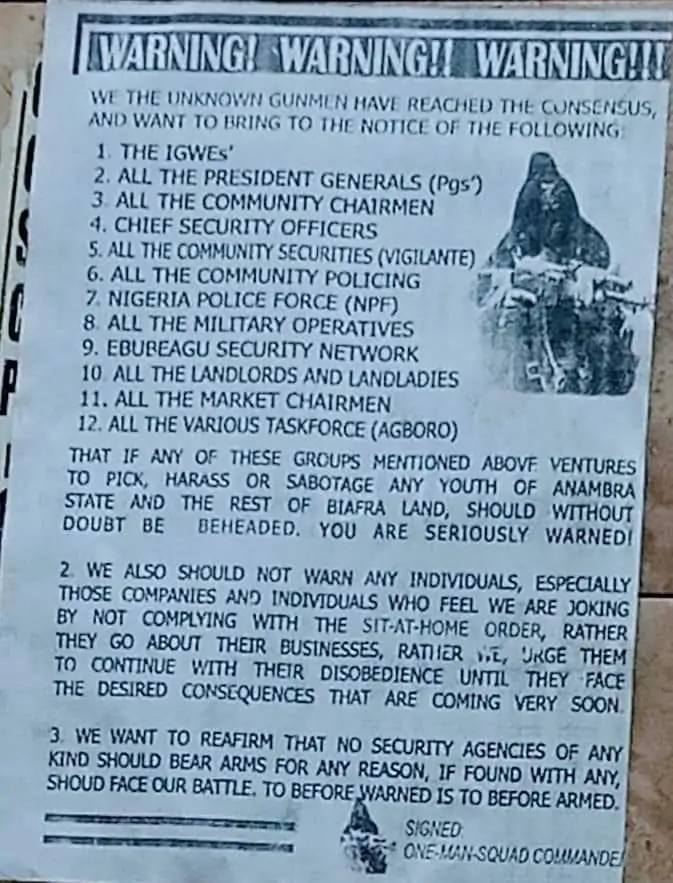 WARNING! WARNING!! WARNING!!!
WE THE UNKNOWN GUNMEN HAVE REACHED THE CONSENSUS,
AND WANT TO BRING TO THE NOTICE OF THE FOLLOWING:
1. THE IGWEs'
2. ALL THE PRESIDENT GENERALS (Pgs')
3. ALL THE COMMUNITY CHAIRMEN
4. CHIEF SECURITY OFFICERS
5. ALL THE COMMUNITY SECURITIES (VIGILANTE)
6. ALL THE COMMUNITY POLICING
7. NIGERIA POLICE FORCE (NPF)
8. ALL THE MILITARY OPERATIVES
9. EBUBEAGU SECURITY NETWORK
10. ALL THE LANDLORDS AND LANDLADIES
11. ALL THE MARKET CHAIRMEN
12. ALL THE VARIOUS TASKFORCE (AGBORO)
THAT IF ANY OF THESE GROUPS MENTIONED ABOVE VENTURES
TO PICK, HARASS OR SABOTAGE ANY YOUTH OF ANAMBRA
STATE AND THE REST OF BIAFRA LAND, SHOULD WITHOUT
DOUBT BE BEHEADED. YOU ARE SERIOUSLY WARNED!
2. WE ALSO SHOULD NOT WARN ANY INDIVIDUALS, ESPECIALLY
THOSE COMPANIES AND INDIVIDUALS WHO FEEL WE ARE JOKING
BY NOT COMPLYING WITH THE SIT-AT-HOME ORDER, RATHER
THEY GO ABOUT THEIR BUSINESSES, RATHER WE, URGE THEM
TO CONTINUE WITH THEIR DISOBEDIENCE UNTIL THEY FACE
THE DESIRED CONSEQUENCES THAT ARE COMING VERY SOON.
3. WE WANT TO REAFIRM THAT NO SECURITY AGENCIES OF ANY
KIND SHOULD BEAR ARMS FOR ANY REASON, IF FOUND WITH ANY,
SHOUD FACE OUR BATTLE. TO BEFORE WARNED IS TO BEFORE ARMED.
SIGNED:
ONE-MAN-SQUAD COMMANDE